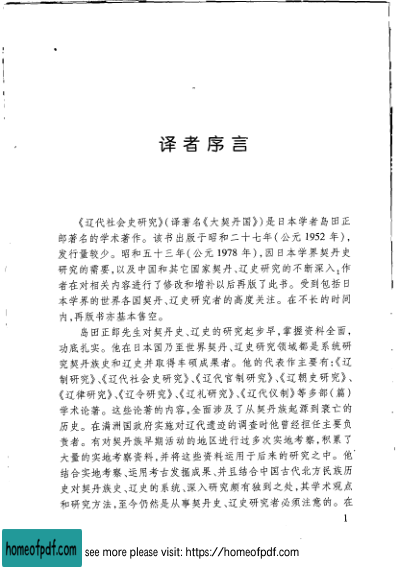 译者序言
《辽代社会史研究》(译著名《大契丹国》)是日本学者岛田正
郎著名的学术著作。该书出版于昭和二十七年(公元 1952 年),
发行量较少。昭和五十三年(公元 1978 年),因日本学界契丹史
研究的需要,以及中国和其它国家契丹、辽史研究的不断深入,作
者在对相关内容进行了修改和增补以后再版了此书。受到包括日
本学界的世界各国契丹、辽史研究者的高度关注。在不长的时间
内,再版书亦基本售空。
岛田正郎先生对契丹史、辽史的研究起步早,掌握资料全面,
功底扎实。他在日本国乃至世界契丹、辽史研究领域都是系统研
究契丹族史和辽史并取得丰硕成果者。他的代表作主要有:《辽
制研究》、《辽代社会史研究》、《辽代官制研究》、《辽朝史研究》、
《辽律研究》、《辽令研究》、《辽礼研究》、《辽代仪制》等多部(篇)
学术论著。这些论著的内容,全面涉及了从契丹族起源到衰亡的
历史。在满洲国政府实施对辽代遗迹的调查时他曾经担任主要负
责者。有对契丹族早期活动的地区进行过多次实地考察,积累了
大量的实地考察资料,并将这些资料运用于后来的研究之中。他
结合实地考察、运用考古发掘成果、并且结合中国古代北方民族历
史对契丹族史、辽史的系统、深入研究颇有独到之处,其学术观点
和研究方法,至今仍然是从事契丹史、辽史研究者必须注意的。在
1
homeofpdf.com
see more please visit: https://homeofpdf.com